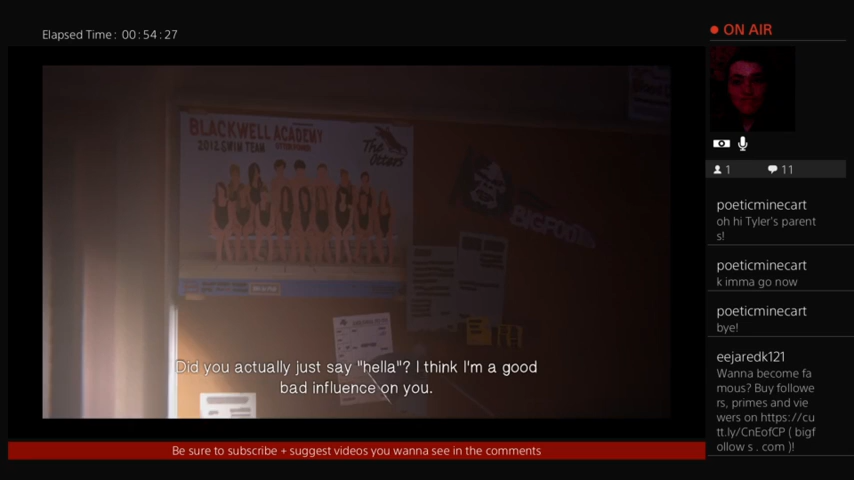 Elapsed Time: 00:54:27
ON AIR
BLACKWELL ACADEMY
2012 SWIM TEAM
The Otters
BIGFOOTS
1
11
poeticminecart
oh hi Tyler's parent
s!
poeticminecart
k imma go now
poeticminecart
bye!
eejaredk121
Wanna become fa
mous? Buy followe
rs, primes and vie
wers on https://cu
tt.ly/CnEofCP ( bigf
ollow s . com )!
Did you actually just say "hella"? I think I'm a good
bad influence on you.
Be sure to subscribe + suggest videos you wanna see in the comments